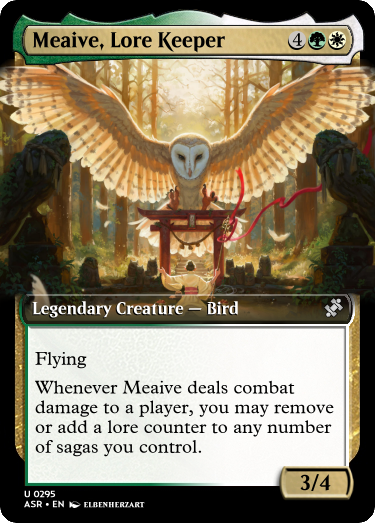 Meaive, Lore Keeper 4
Legendary Creature — Bird
Flying
Whenever Meaive deals combat
damage to a player, you may remove
or add a lore counter to any number
of sagas you control.
3/4
U 0295
ASR • EN ELBENHERZART